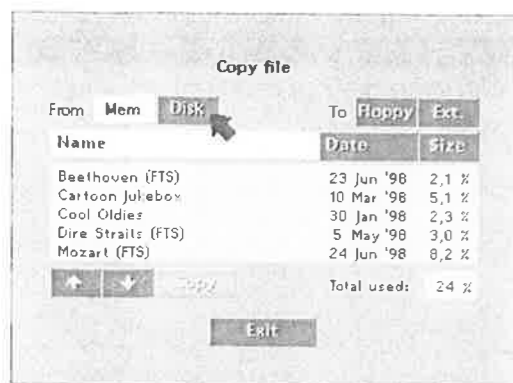 Copy file
From Mem Disk To Floppy Ext.
Name Date Size
Beethoven (FTS) 23 Jun '98 2,1 %
Cartoon Jukebox 10 Mar '98 5,1 %
Cool Oldies 30 Jan '98 2,3 %
Dire Straits (FTS) 5 May '98 3,0 %
Mozart (FTS) 24 Jun '98 8,2 %
Copy Total used: 24 %
Exit